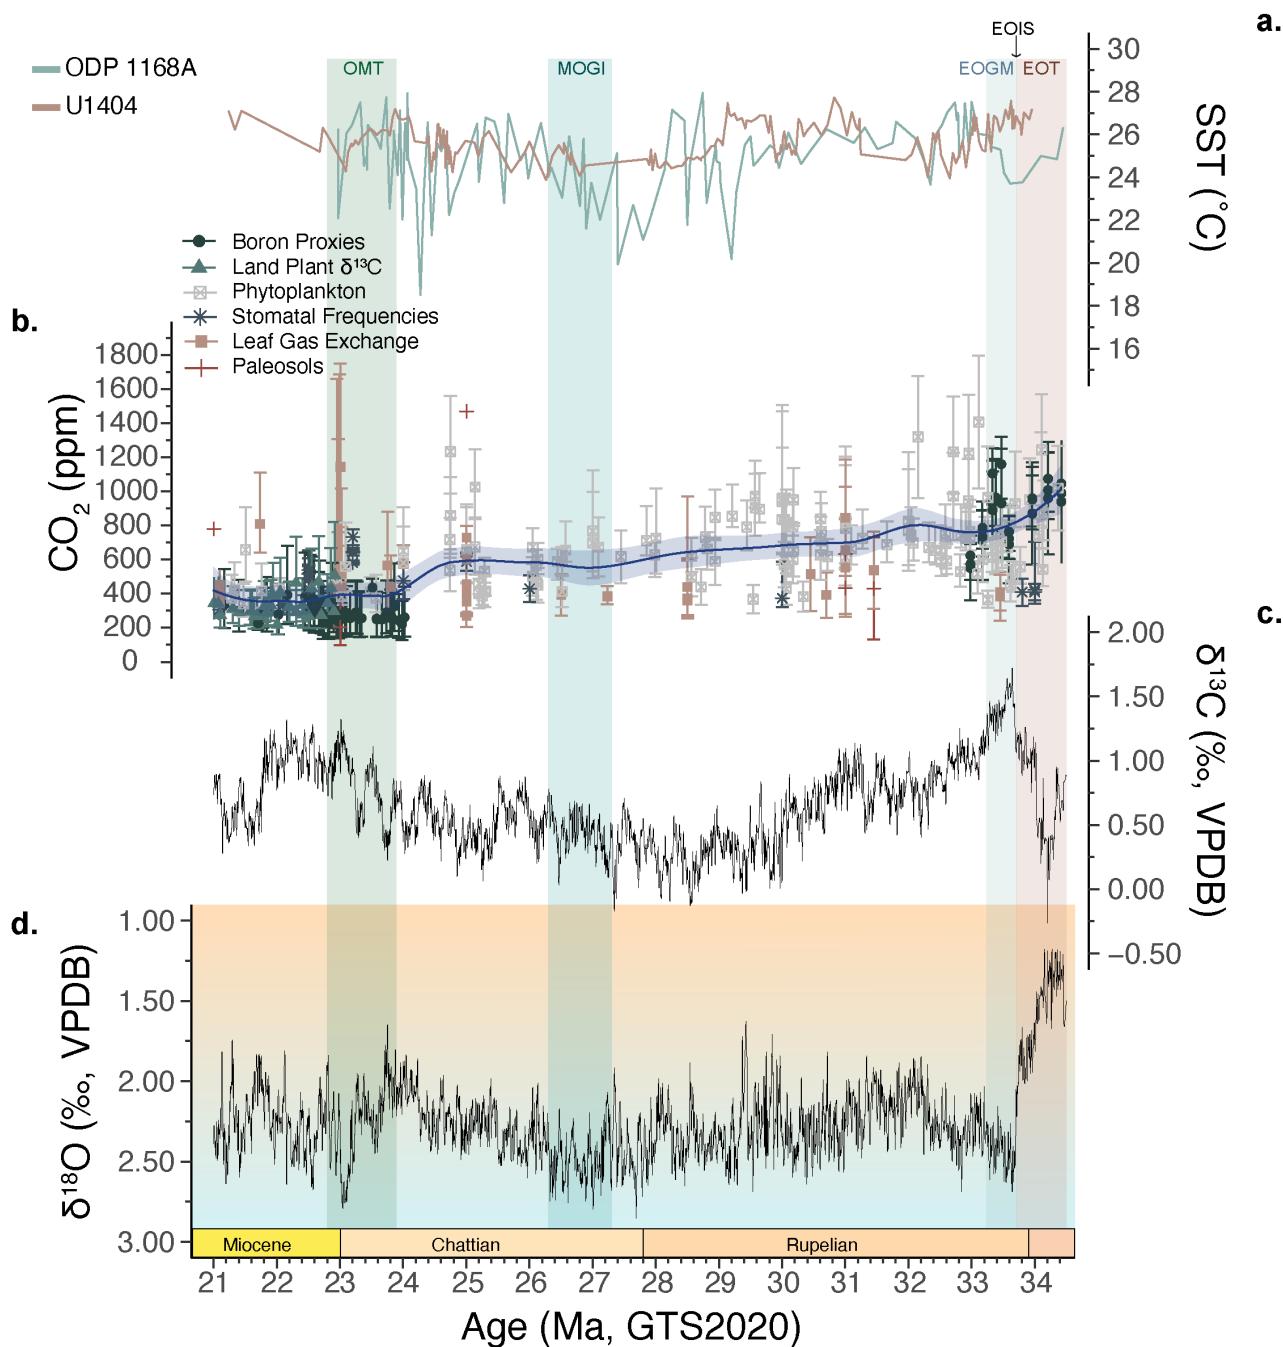 a.
EOIS
ODP 1168A
U1404
OMT
MOGI
EOGM
EOT
30
28
26
24
22
20
18
16
SST (°C)
Boron Proxies
Land Plant δ¹³C
Phytoplankton
Stomatal Frequencies
Leaf Gas Exchange
Paleosols
b.
1800
1600
1400
1200
1000
800
600
400
200
0
CO₂ (ppm)
c.
2.00
1.50
1.00
0.50
0.00
−0.50
δ¹³C (‰, VPDB)
d.
1.00
1.50
2.00
2.50
3.00
δ¹⁸O (‰, VPDB)
Miocene
Chattian
Rupelian
21 22 23 24 25 26 27 28 29 30 31 32 33 34
Age (Ma, GTS2020)